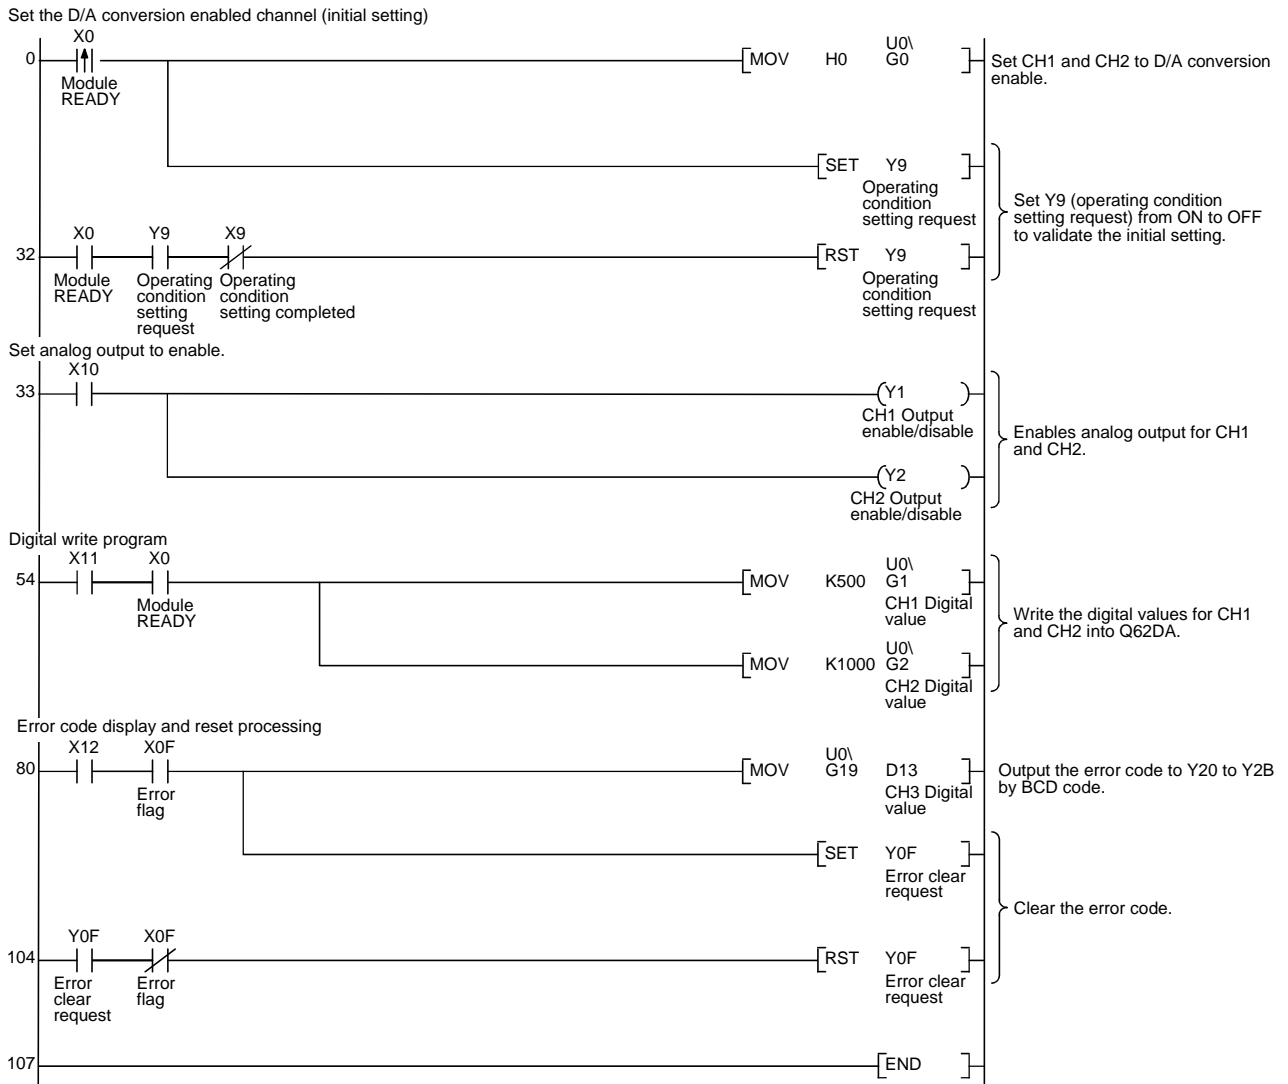 Set the D/A conversion enabled channel (initial setting)
X0
U0\
0
MOV H0 G0
Set CH1 and CH2 to D/A conversion
enable.
Module
READY
SET Y9
Operating
condition
setting request
Set Y9 (operating condition
setting request) from ON to OFF
to validate the initial setting.
X0 Y9 X9
32
RST Y9
Module
READY
Operating
condition
setting
request
Operating
condition
setting completed
Operating
condition
setting request
Set analog output to enable.
X10
33
Y1
CH1 Output
enable/disable
Enables analog output for CH1
and CH2.
Y2
CH2 Output
enable/disable
Digital write program
X11 X0
U0\
54
MOV K500 G1
Module
READY
CH1 Digital
value
Write the digital values for CH1
and CH2 into Q62DA.
U0\
MOV K1000 G2
CH2 Digital
value
Error code display and reset processing
X12 X0F
U0\
80
MOV G19 D13
Error
flag
CH3 Digital
value
Output the error code to Y20 to Y2B
by BCD code.
SET Y0F
Error clear
request
Clear the error code.
Y0F X0F
104
RST Y0F
Error
clear
request
Error
flag
Error clear
request
107
END